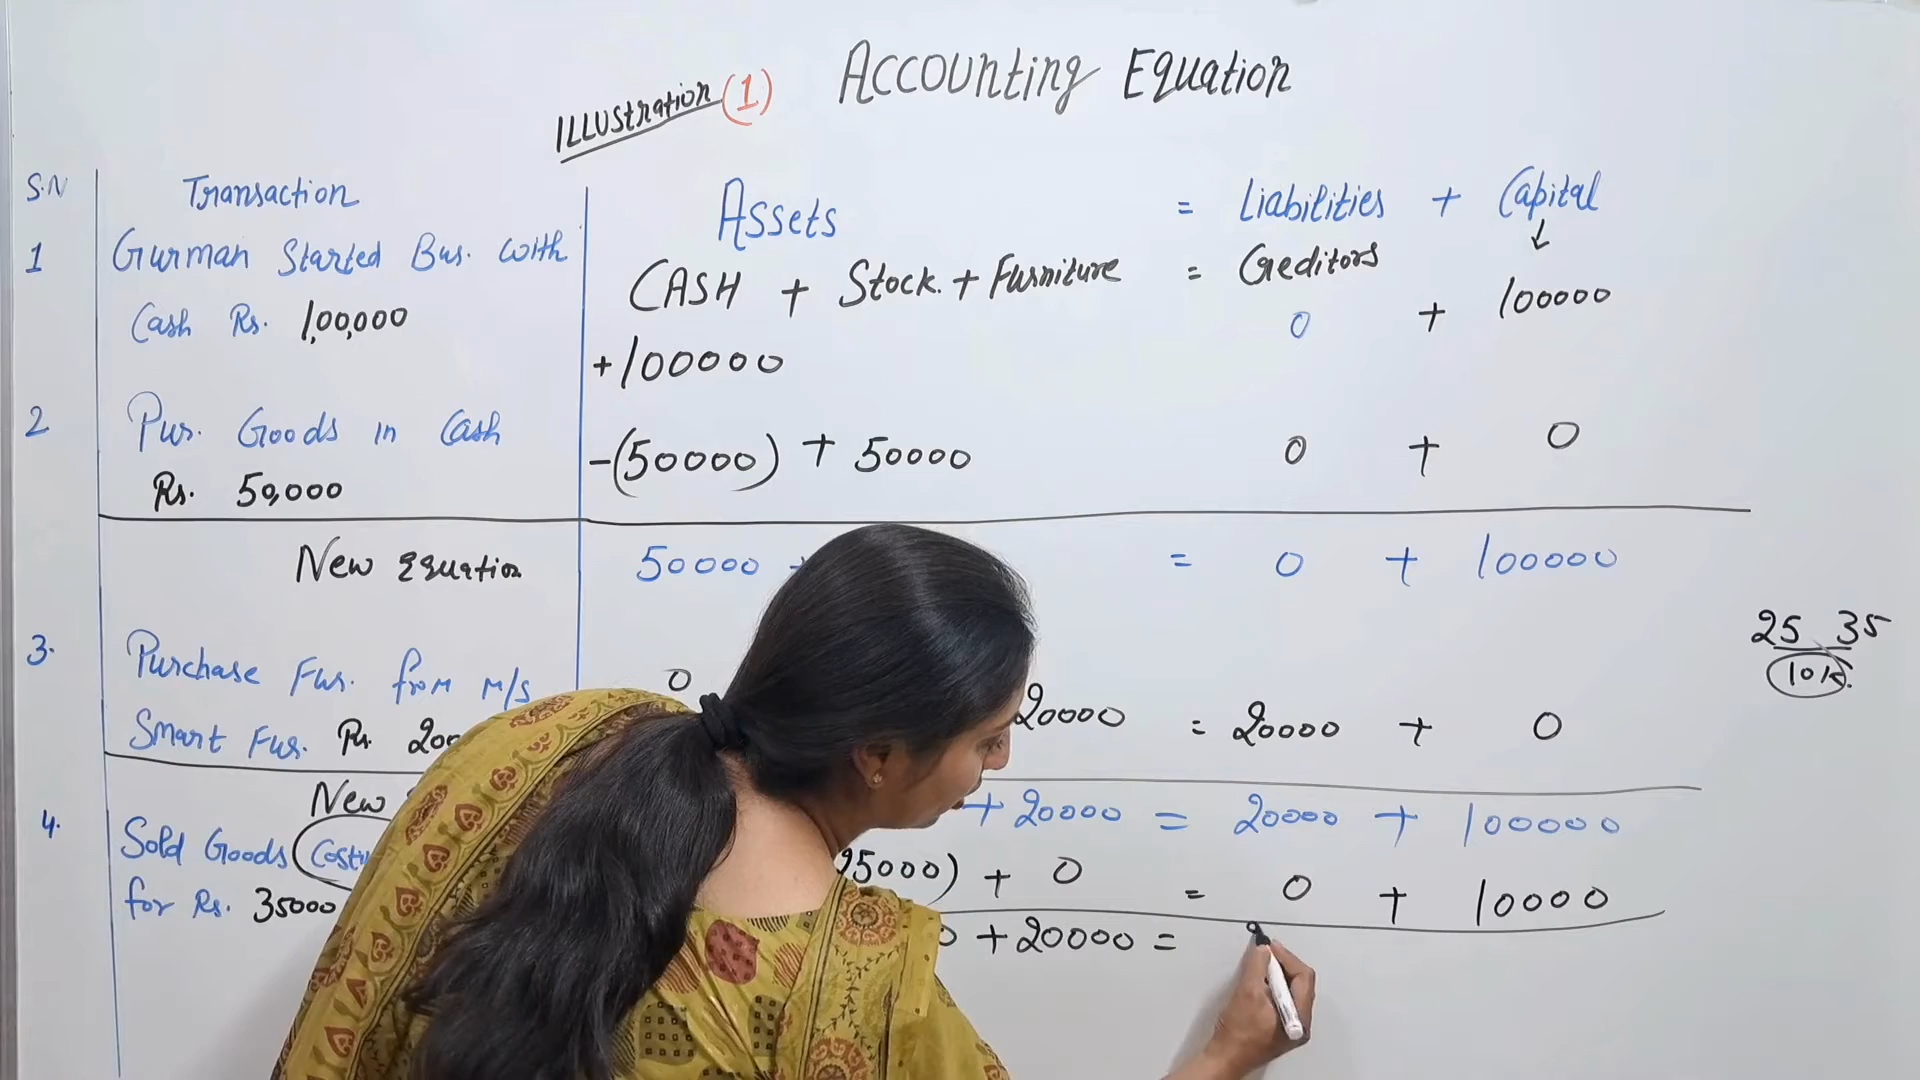 ILLUStration (1) Accounting Equation
S.N Transaction Assets = Liabilities + Capital
1 Gurman Started Bus. with CASH + Stock. + Furniture = Creditors ↓
Cash Rs. 1,00,000 +100000 0 + 100000
2 Pur. Goods in Cash -(50000) + 50000 0 + 0
Rs. 50,000
New Equation 50000 = 0 + 100000
25 35
10%.
3. Purchase Fur. from M/s 0
Smart Fur. Rs. 20000 = 20000 + 0
New + 20000 = 20000 + 100000
4. Sold Goods 25000) + 0 = 0 + 10000
for Rs. 35000 0 + 20000 =